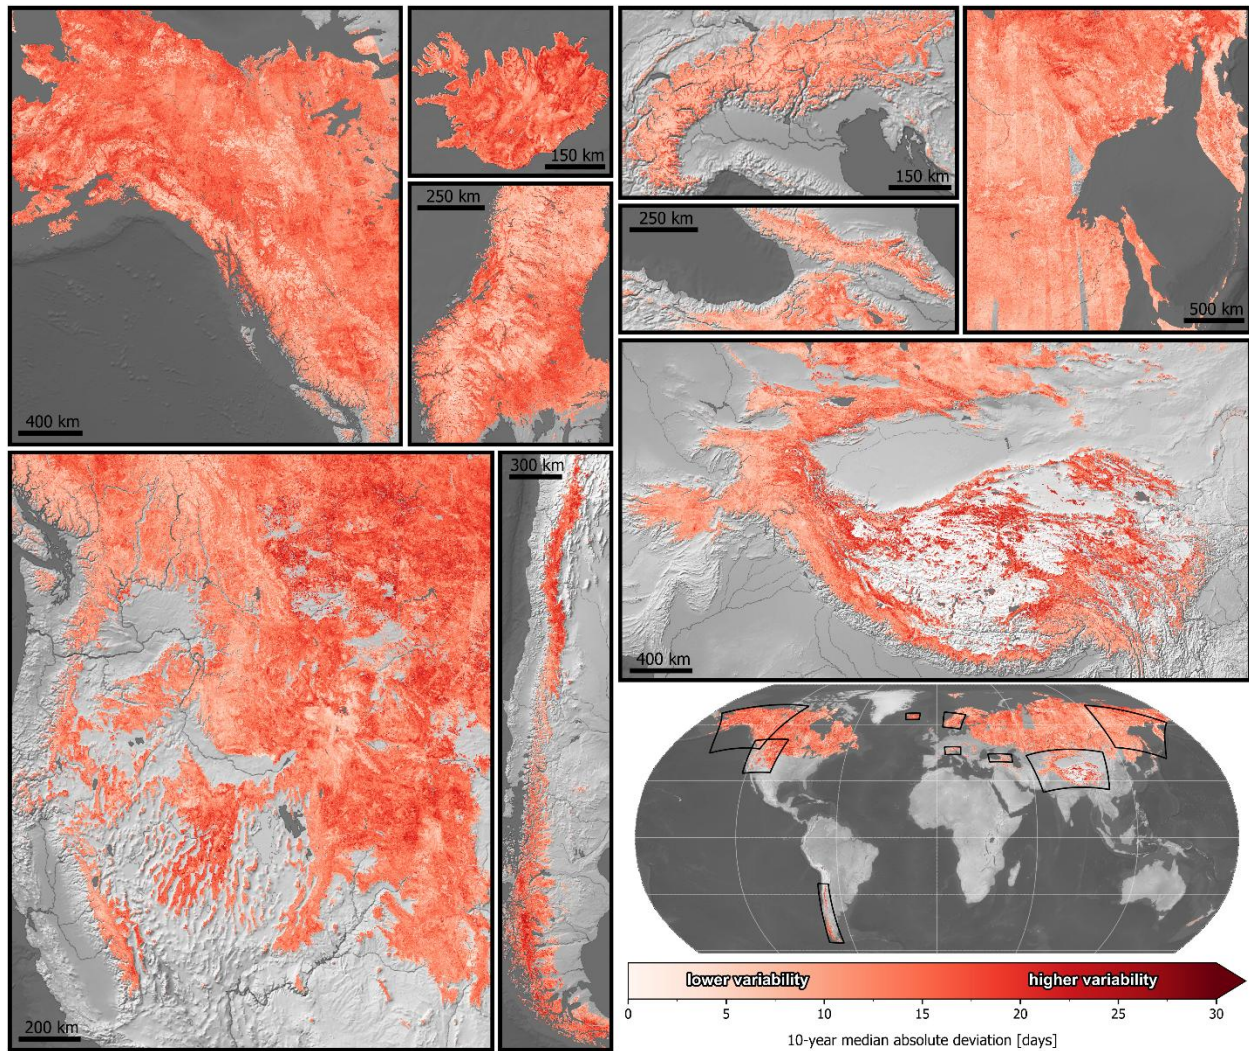 400 km
150 km
250 km
150 km
250 km
500 km
400 km
200 km
300 km
lower variability
higher variability
0 5 10 15 20 25 30
10-year median absolute deviation [days]